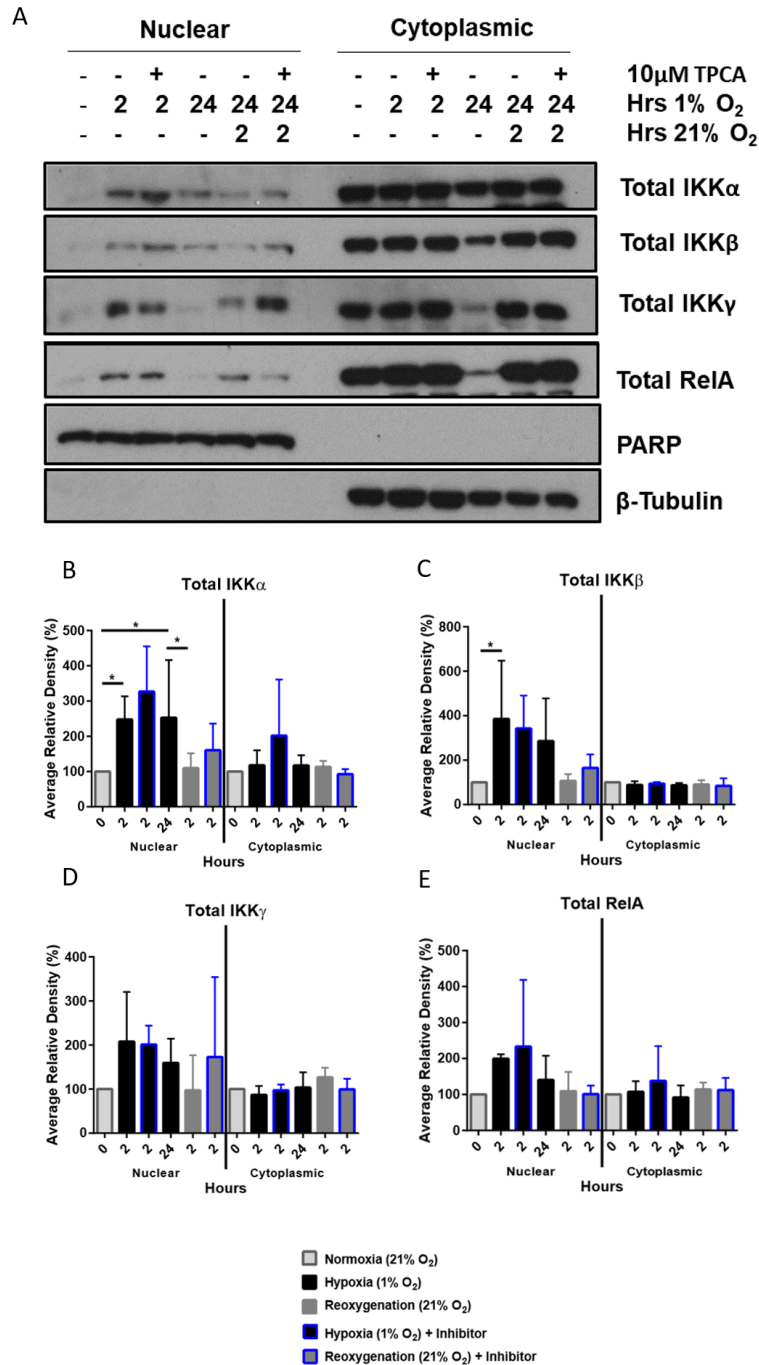 A
Nuclear Cytoplasmic
- - + - - + - - + - - + 10µM TPCA
- 2 2 24 24 24 - 2 2 24 24 24 Hrs 1% O2
- - - - 2 2 - - - - 2 2 Hrs 21% O2
Total IKKα
Total IKKβ
Total IKKγ
Total RelA
PARP
β-Tubulin
B
Total IKKα
Average Relative Density (%)
500
400
300
200
100
0
* * *
0 2 2 24 2 2 0 2 2 24 2 2
Nuclear Cytoplasmic
Hours
C
Total IKKβ
Average Relative Density (%)
800
600
400
200
0
*
0 2 2 24 2 2 0 2 2 24 2 2
Nuclear Cytoplasmic
Hours
D
Total IKKγ
Average Relative Density (%)
400
300
200
100
0
0 2 2 24 2 2 0 2 2 24 2 2
Nuclear Cytoplasmic
Hours
E
Total RelA
Average Relative Density (%)
500
400
300
200
100
0
0 2 2 24 2 2 0 2 2 24 2 2
Nuclear Cytoplasmic
Hours
Normoxia (21% O2)
Hypoxia (1% O2)
Reoxygenation (21% O2)
Hypoxia (1% O2) + Inhibitor
Reoxygenation (21% O2) + Inhibitor